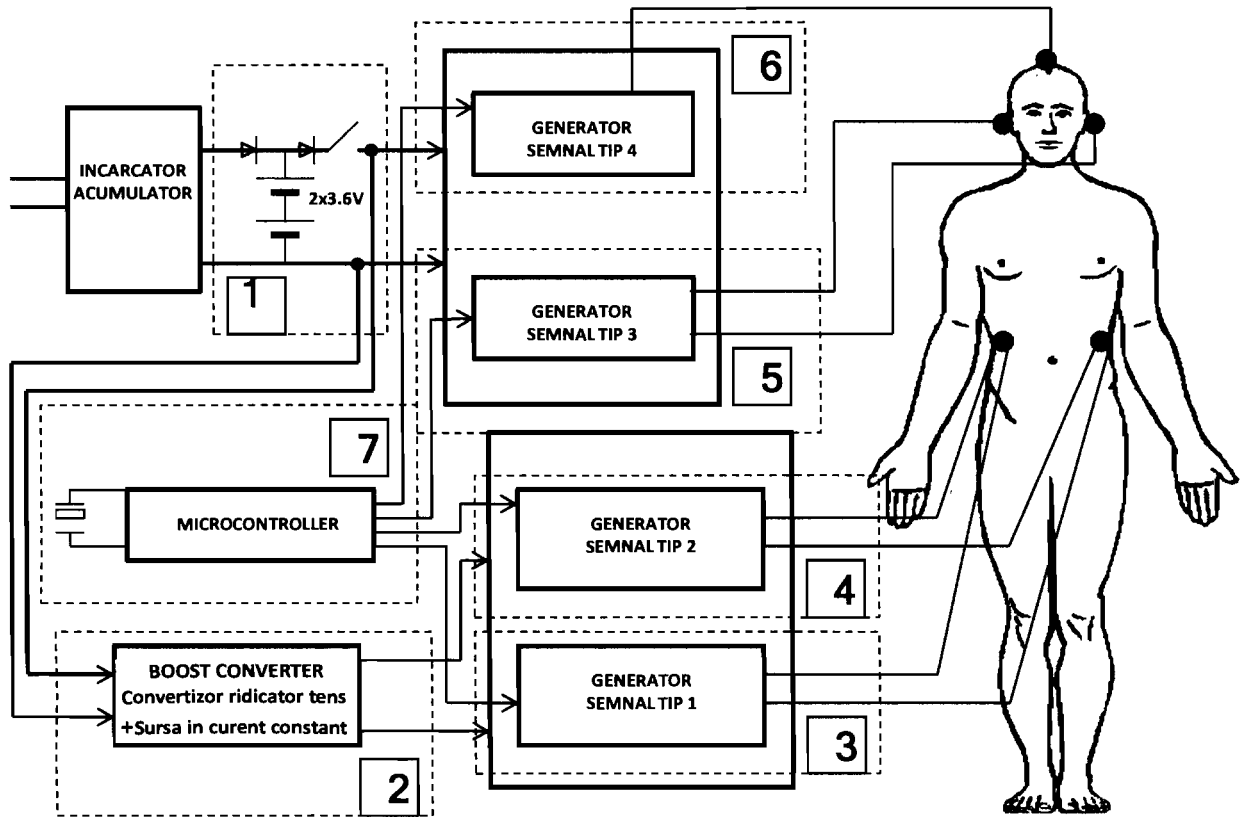 INCARCATOR
ACUMULATOR
2x3.6V
1
GENERATOR
SEMNAL TIP 4
6
GENERATOR
SEMNAL TIP 3
5
7
MICROCONTROLLER
GENERATOR
SEMNAL TIP 2
4
BOOST CONVERTER
Convertizor ridicator tens
+Sursa in curent constant
2
GENERATOR
SEMNAL TIP 1
3